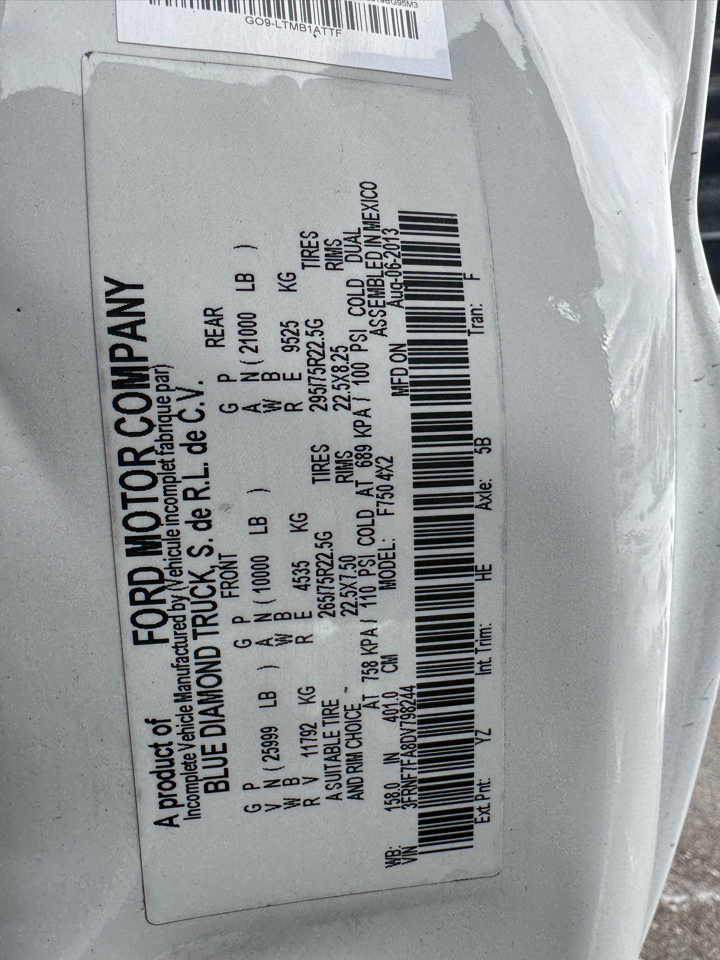 GO9-LTMB1ATTF
A product of FORD MOTOR COMPANY
Incomplete Vehicle Manufactured by (Vehicule incomplet fabrique par)
BLUE DIAMOND TRUCK, S. de R.L. de C.V.
FRONT REAR
G P G P G P
V N ( 25999 LB ) A N ( 10000 LB ) A N ( 21000 LB )
W B W B W B
R V 11792 KG R E 4535 KG R E 9525 KG
A SUITABLE TIRE 265/75R22.5G TIRES 295/75R22.5G TIRES
AND RIM CHOICE - 22.5X7.50 RIMS 22.5X8.25 RIMS
AT 758 KPA / 110 PSI COLD AT 689 KPA / 100 PSI COLD DUAL
WB: 158.0 IN 401.0 CM MODEL: F750 4X2 ASSEMBLED IN MEXICO
VIN 3FRNF7FA8DV798244 MFD ON Aug-06-2013
Ext. Pnt: YZ Int. Trim: HE Axle: 5B Tran: F